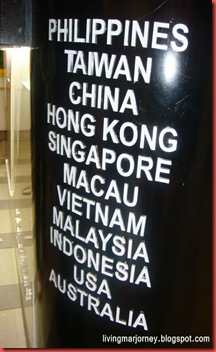 PHILIPPINES
TAIWAN
CHINA
HONG KONG
SINGAPORE
MACAU
VIETNAM
MALAYSIA
INDONESIA
USA
AUSTRALIA
livingmarjorney.blogspot.com